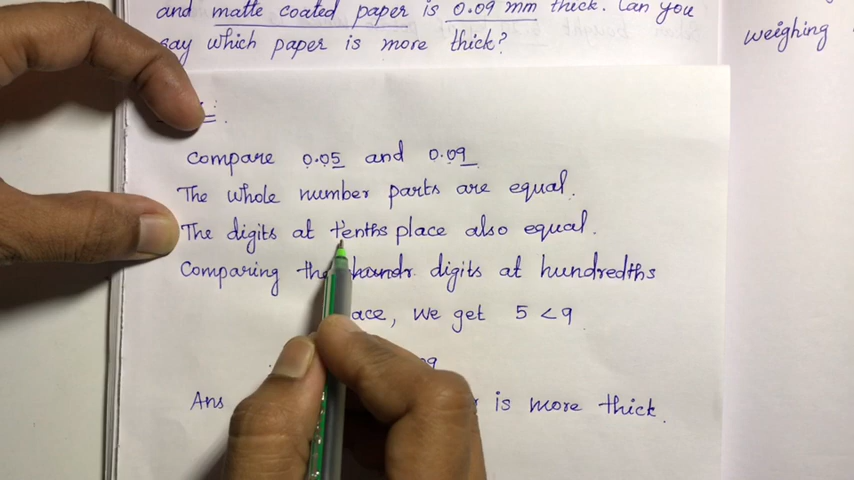 and matte coated paper is 0.09 mm thick. Can you
say which paper is more thick?
weighing
Compare 0.05 and 0.09
The whole number parts are equal.
The digits at tenths place also equal.
Comparing the digits at hundredths
ace, We get 5 < 9
Ans is more thick.